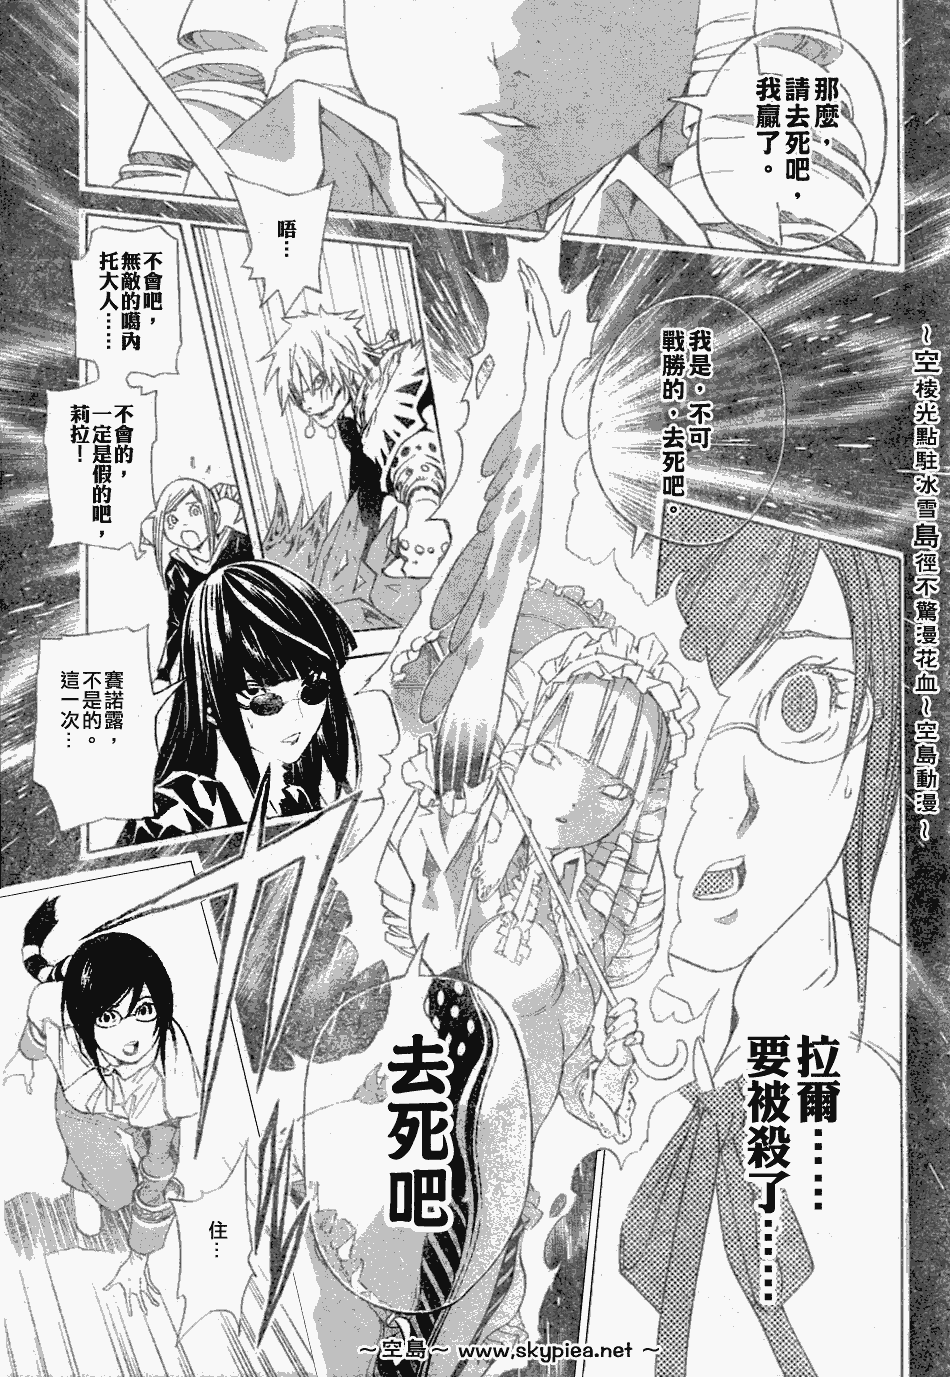 那麼，
請去死吧，
我贏了。
唔…
不會吧，
無敵的噶內
托大人……
不會的，
一定是假的吧，
莉拉！
我是，不可
戰勝的，去死吧。
賽諾露，
不是的。
這一次…
去死吧
拉爾……
要被殺了………
住…
～空棱光點駐冰雪島徑不驚漫花血～空島動漫～
～空島～ www.skypiea.net ～